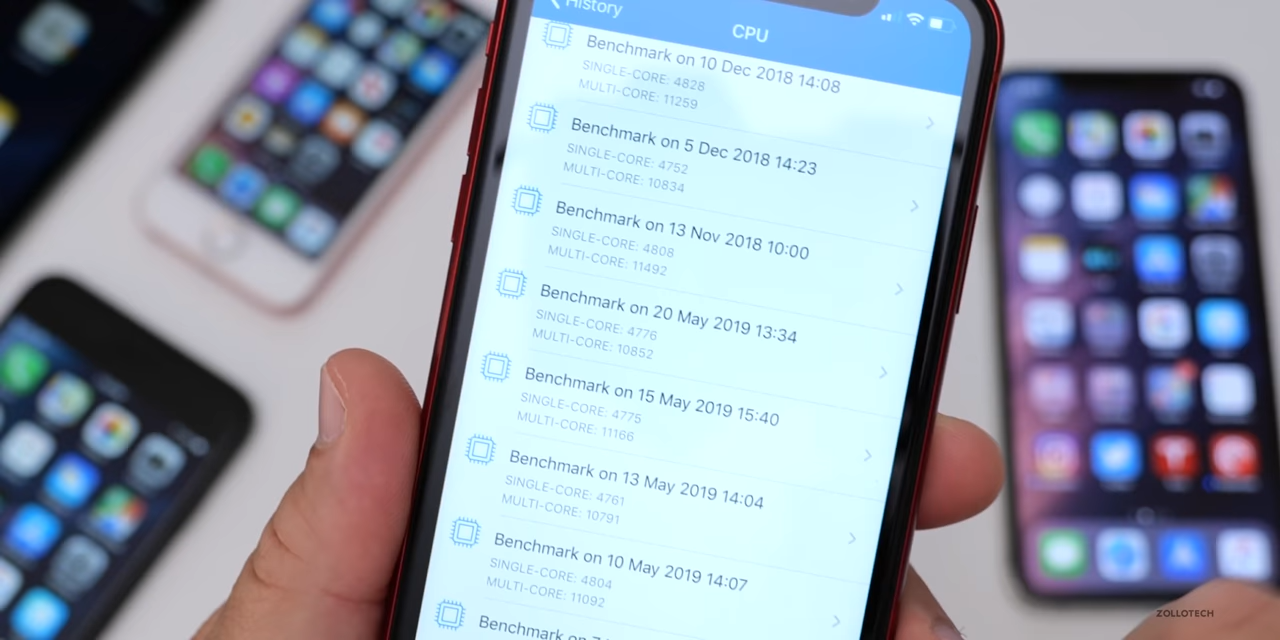 History
CPU
Benchmark on 10 Dec 2018 14:08
SINGLE-CORE: 4828
MULTI-CORE: 11259
Benchmark on 5 Dec 2018 14:23
SINGLE-CORE: 4752
MULTI-CORE: 10834
Benchmark on 13 Nov 2018 10:00
SINGLE-CORE: 4808
MULTI-CORE: 11492
Benchmark on 20 May 2019 13:34
SINGLE-CORE: 4776
MULTI-CORE: 10852
Benchmark on 15 May 2019 15:40
SINGLE-CORE: 4775
MULTI-CORE: 11166
Benchmark on 13 May 2019 14:04
SINGLE-CORE: 4761
MULTI-CORE: 10791
Benchmark on 10 May 2019 14:07
SINGLE-CORE: 4804
MULTI-CORE: 11092
Benchmark on
ZOLLOTECH